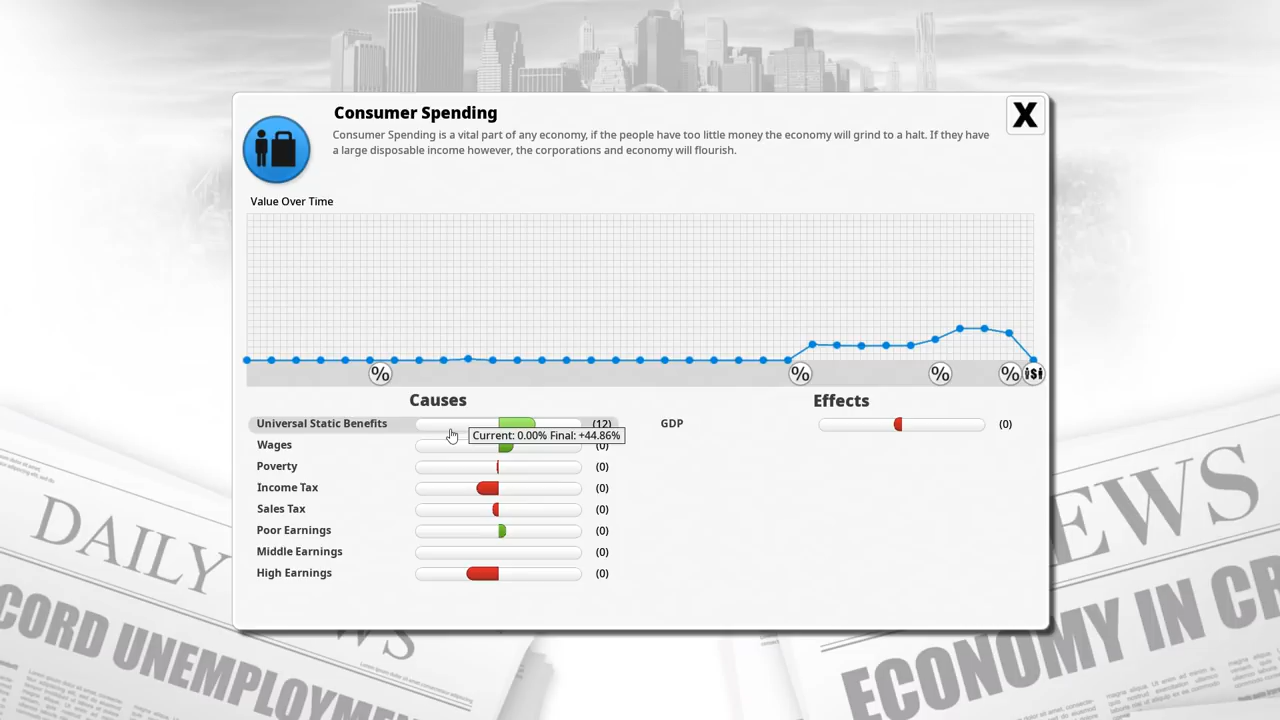 Consumer Spending
X
Consumer Spending is a vital part of any economy, if the people have too little money the economy will grind to a halt. If they have
a large disposable income however, the corporations and economy will flourish.
Value Over Time
% % % %
Causes
Effects
Universal Static Benefits (12)
GDP (0)
Current: 0.00% Final: +44.86%
Wages (0)
Poverty (0)
Income Tax (0)
Sales Tax (0)
Poor Earnings (0)
Middle Earnings (0)
High Earnings (0)
DAILY
NEWS
CORD UNEMPLOYM
WS
ECONOMY IN CR